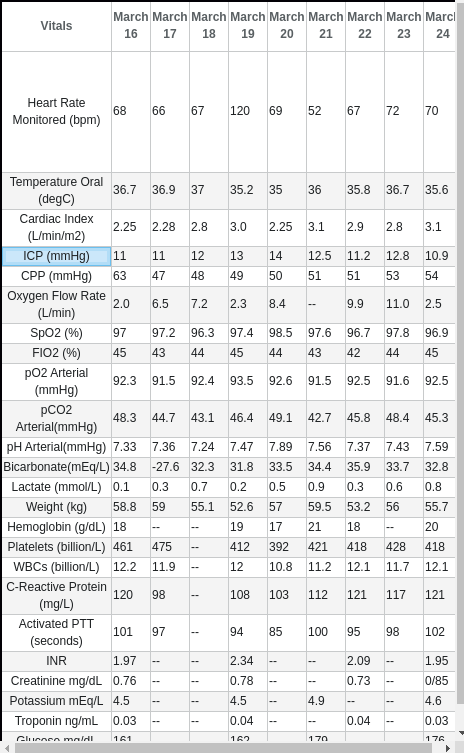 Vitals March 16 March 17 March 18 March 19 March 20 March 21 March 22 March 23 March 24
Heart Rate Monitored (bpm) 68 66 67 120 69 52 67 72 70
Temperature Oral (degC) 36.7 36.9 37 35.2 35 36 35.8 36.7 35.6
Cardiac Index (L/min/m2) 2.25 2.28 2.8 3.0 2.25 3.1 2.9 2.8 3.1
ICP (mmHg) 11 11 12 13 14 12.5 11.2 12.8 10.9
CPP (mmHg) 63 47 48 49 50 51 51 53 54
Oxygen Flow Rate (L/min) 2.0 6.5 7.2 2.3 8.4 -- 9.9 11.0 2.5
SpO2 (%) 97 97.2 96.3 97.4 98.5 97.6 96.7 97.8 96.9
FIO2 (%) 45 43 44 45 44 43 42 44 45
pO2 Arterial (mmHg) 92.3 91.5 92.4 93.5 92.6 91.5 92.5 91.6 92.5
pCO2 Arterial(mmHg) 48.3 44.7 43.1 46.4 49.1 42.7 45.8 48.4 45.3
pH Arterial(mmHg) 7.33 7.36 7.24 7.47 7.89 7.56 7.37 7.43 7.59
Bicarbonate(mEq/L) 34.8 -27.6 32.3 31.8 33.5 34.4 35.9 33.7 32.8
Lactate (mmol/L) 0.1 0.3 0.7 0.2 0.5 0.9 0.3 0.6 0.8
Weight (kg) 58.8 59 55.1 52.6 57 59.5 53.2 56 55.7
Hemoglobin (g/dL) 18 -- -- 19 17 21 18 -- 20
Platelets (billion/L) 461 475 -- 412 392 421 418 428 418
WBCs (billion/L) 12.2 11.9 -- 12 10.8 11.2 12.1 11.7 12.1
C-Reactive Protein (mg/L) 120 98 -- 108 103 112 121 117 121
Activated PTT (seconds) 101 97 -- 94 85 100 95 98 102
INR 1.97 -- -- 2.34 -- -- 2.09 -- 1.95
Creatinine mg/dL 0.76 -- -- 0.78 -- -- 0.73 -- 0/85
Potassium mEq/L 4.5 -- -- 4.5 -- 4.9 -- -- 4.6
Troponin ng/mL 0.03 -- -- 0.04 -- -- 0.04 -- 0.03
Glucose mg/dL 161 -- -- 162 -- 179 -- -- 176